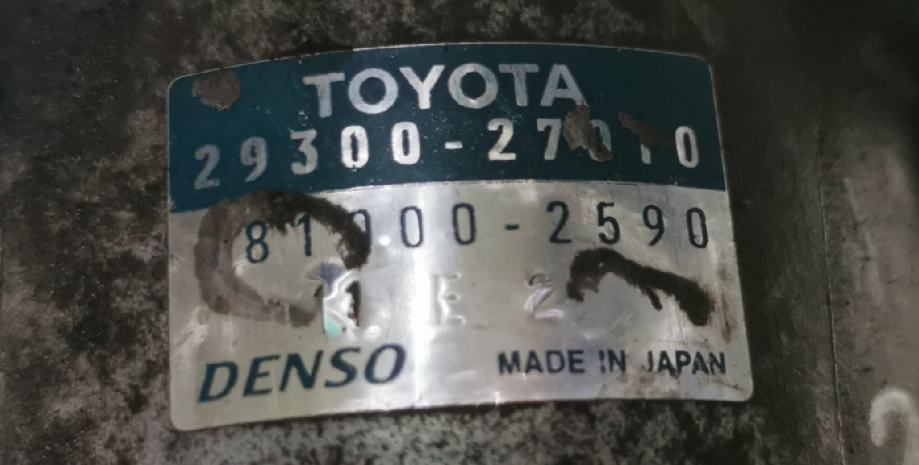 TOYOTA
29300-27010
81000-2590
E 2
DENSO MADE IN JAPAN